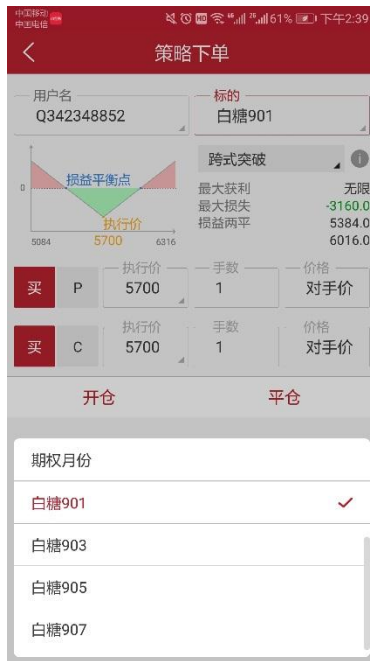 中国移动 HD
中国电信
HD 46 26 61% 下午2:39
策略下单
用户名 标的
Q342348852 白糖901
跨式突破
0 损益平衡点
最大获利 无限
最大损失 -3160.0
执行价
损益两平 5384.0
5084 5700 6316 6016.0
执行价 手数 价格
买 P 5700 1 对手价
执行价 手数 价格
买 C 5700 1 对手价
开仓 平仓
期权月份
白糖901
白糖903
白糖905
白糖907